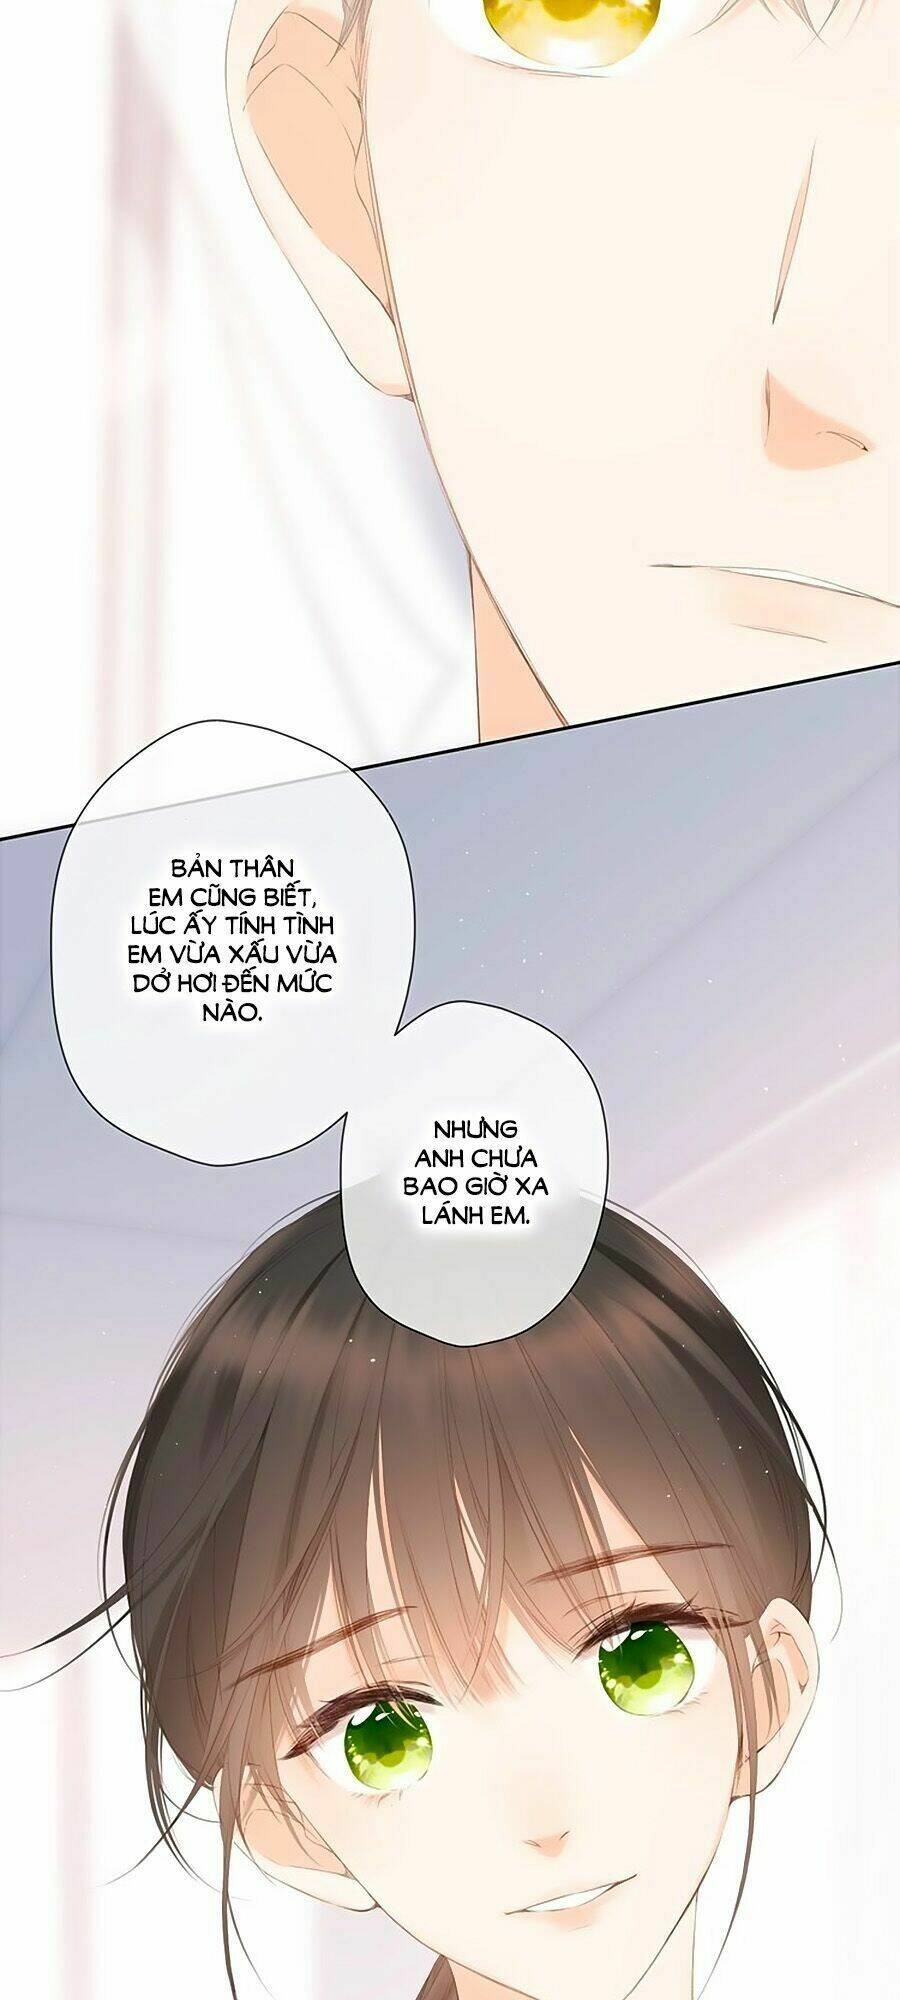 BẢN THÂN
EM CŨNG BIẾT,
LÚC ẤY TÍNH TÌNH
EM VỪA XẤU VỪA
DỞ HƠI ĐẾN MỨC
NÀO.
NHƯNG
ANH CHƯA
BAO GIỜ XA
LÁNH EM.